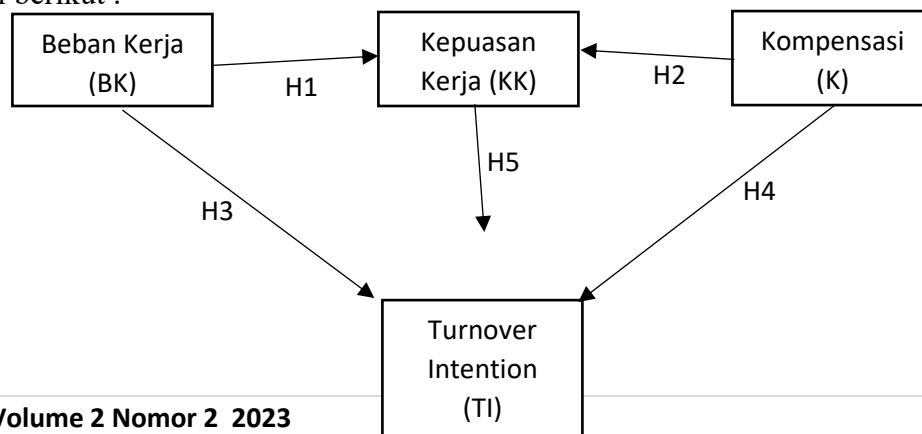 berikut :
Beban Kerja
(BK)
Kepuasan
Kerja (KK)
Kompensasi
(K)
H1
H2
H5
H3
H4
Turnover
Intention
(TI)
Volume 2 Nomor 2 2023